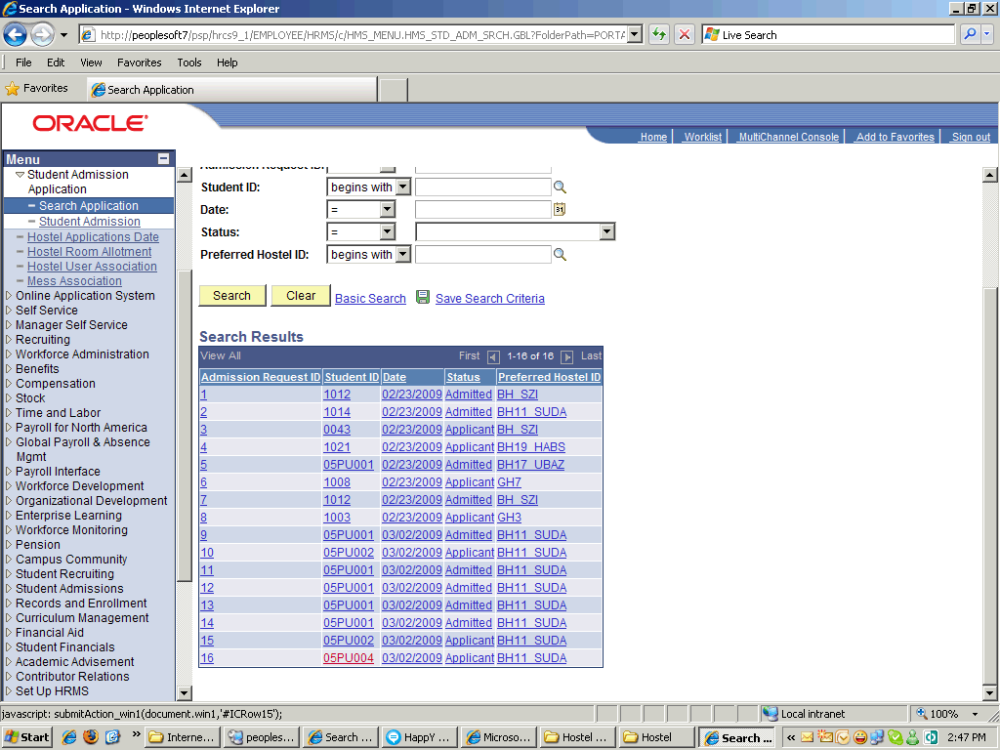 Search Application - Windows Internet Explorer
http://peoplesoft7/psp/hrcs9_1/EMPLOYEE/HRMS/c/HMS_MENU.HMS_STD_ADM_SRCH.GBL?FolderPath=PORTA
Live Search
File Edit View Favorites Tools Help
Favorites
Search Application
ORACLE
Home Worklist MultiChannel Console Add to Favorites Sign out
Menu
Student Admission
Application
Search Application
Student Admission
Hostel Applications Date
Hostel Room Allotment
Hostel User Association
Mess Association
Online Application System
Self Service
Manager Self Service
Recruiting
Workforce Administration
Benefits
Compensation
Stock
Time and Labor
Payroll for North America
Global Payroll & Absence
Mgmt
Payroll Interface
Workforce Development
Organizational Development
Enterprise Learning
Workforce Monitoring
Pension
Campus Community
Student Recruiting
Student Admissions
Records and Enrollment
Curriculum Management
Financial Aid
Student Financials
Academic Advisement
Contributor Relations
Set Up HRMS
Admission Request ID:
Student ID: begins with
Date: = 31
Status: =
Preferred Hostel ID: begins with
Search Clear Basic Search Save Search Criteria
Search Results
View All First 1-16 of 16 Last
Admission Request ID Student ID Date Status Preferred Hostel ID
1 1012 02/23/2009 Admitted BH_SZI
2 1014 02/23/2009 Admitted BH11_SUDA
3 0043 02/23/2009 Applicant BH_SZI
4 1021 02/23/2009 Applicant BH19_HABS
5 05PU001 02/23/2009 Admitted BH17_UBAZ
6 1008 02/23/2009 Applicant GH7
7 1012 02/23/2009 Admitted BH_SZI
8 1003 02/23/2009 Applicant GH3
9 05PU001 03/02/2009 Admitted BH11_SUDA
10 05PU002 03/02/2009 Applicant BH11_SUDA
11 05PU001 03/02/2009 Admitted BH11_SUDA
12 05PU001 03/02/2009 Admitted BH11_SUDA
13 05PU001 03/02/2009 Admitted BH11_SUDA
14 05PU001 03/02/2009 Admitted BH11_SUDA
15 05PU002 03/02/2009 Applicant BH11_SUDA
16 05PU004 03/02/2009 Applicant BH11_SUDA
javascript: submitAction_win1(document.win1,'#ICRow15');
Local intranet 100%
Start Interne... peoples... Search ... HappY ... Microso... Hostel ... Hostel Search ... 2:47 PM